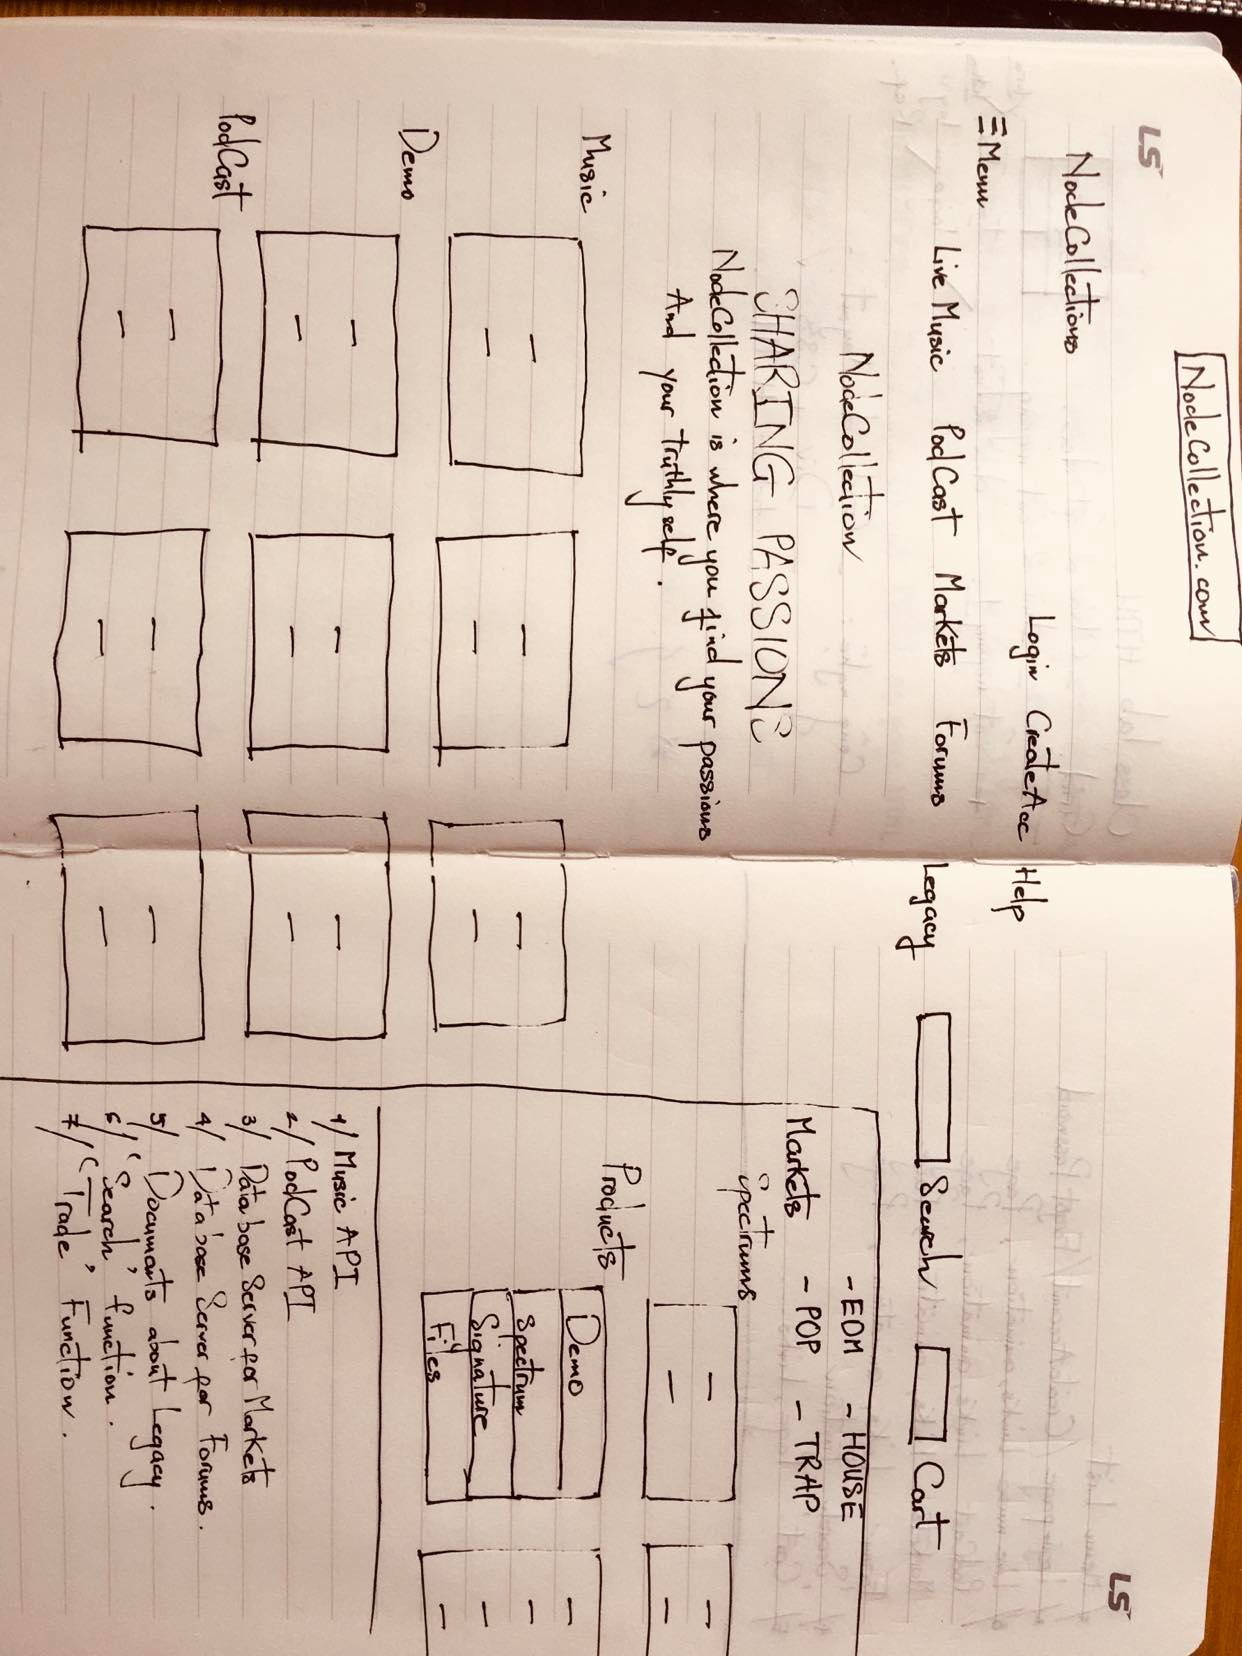 NodeCollection.com
LS
LS
NodeCollections
Login CreateAcc Help
Menu
Live Music PodCast Markets Forums Legacy Search Cart
NodeCollection
SHARING PASSIONS
NodeCollection is where you find your passions
And your truthly self.
Music
Demo
PodCast
- EDM - HOUSE
Markets - POP - TRAP
Spectrums
Products
Demo
Spectrum
Signature
Files
1/ Music API
2/ PodCast API
3/ Database Server for Markets
4/ Database Server for Forums.
5/ Documents about Legacy.
6/ 'Search' function.
7/ 'Trade' Function.